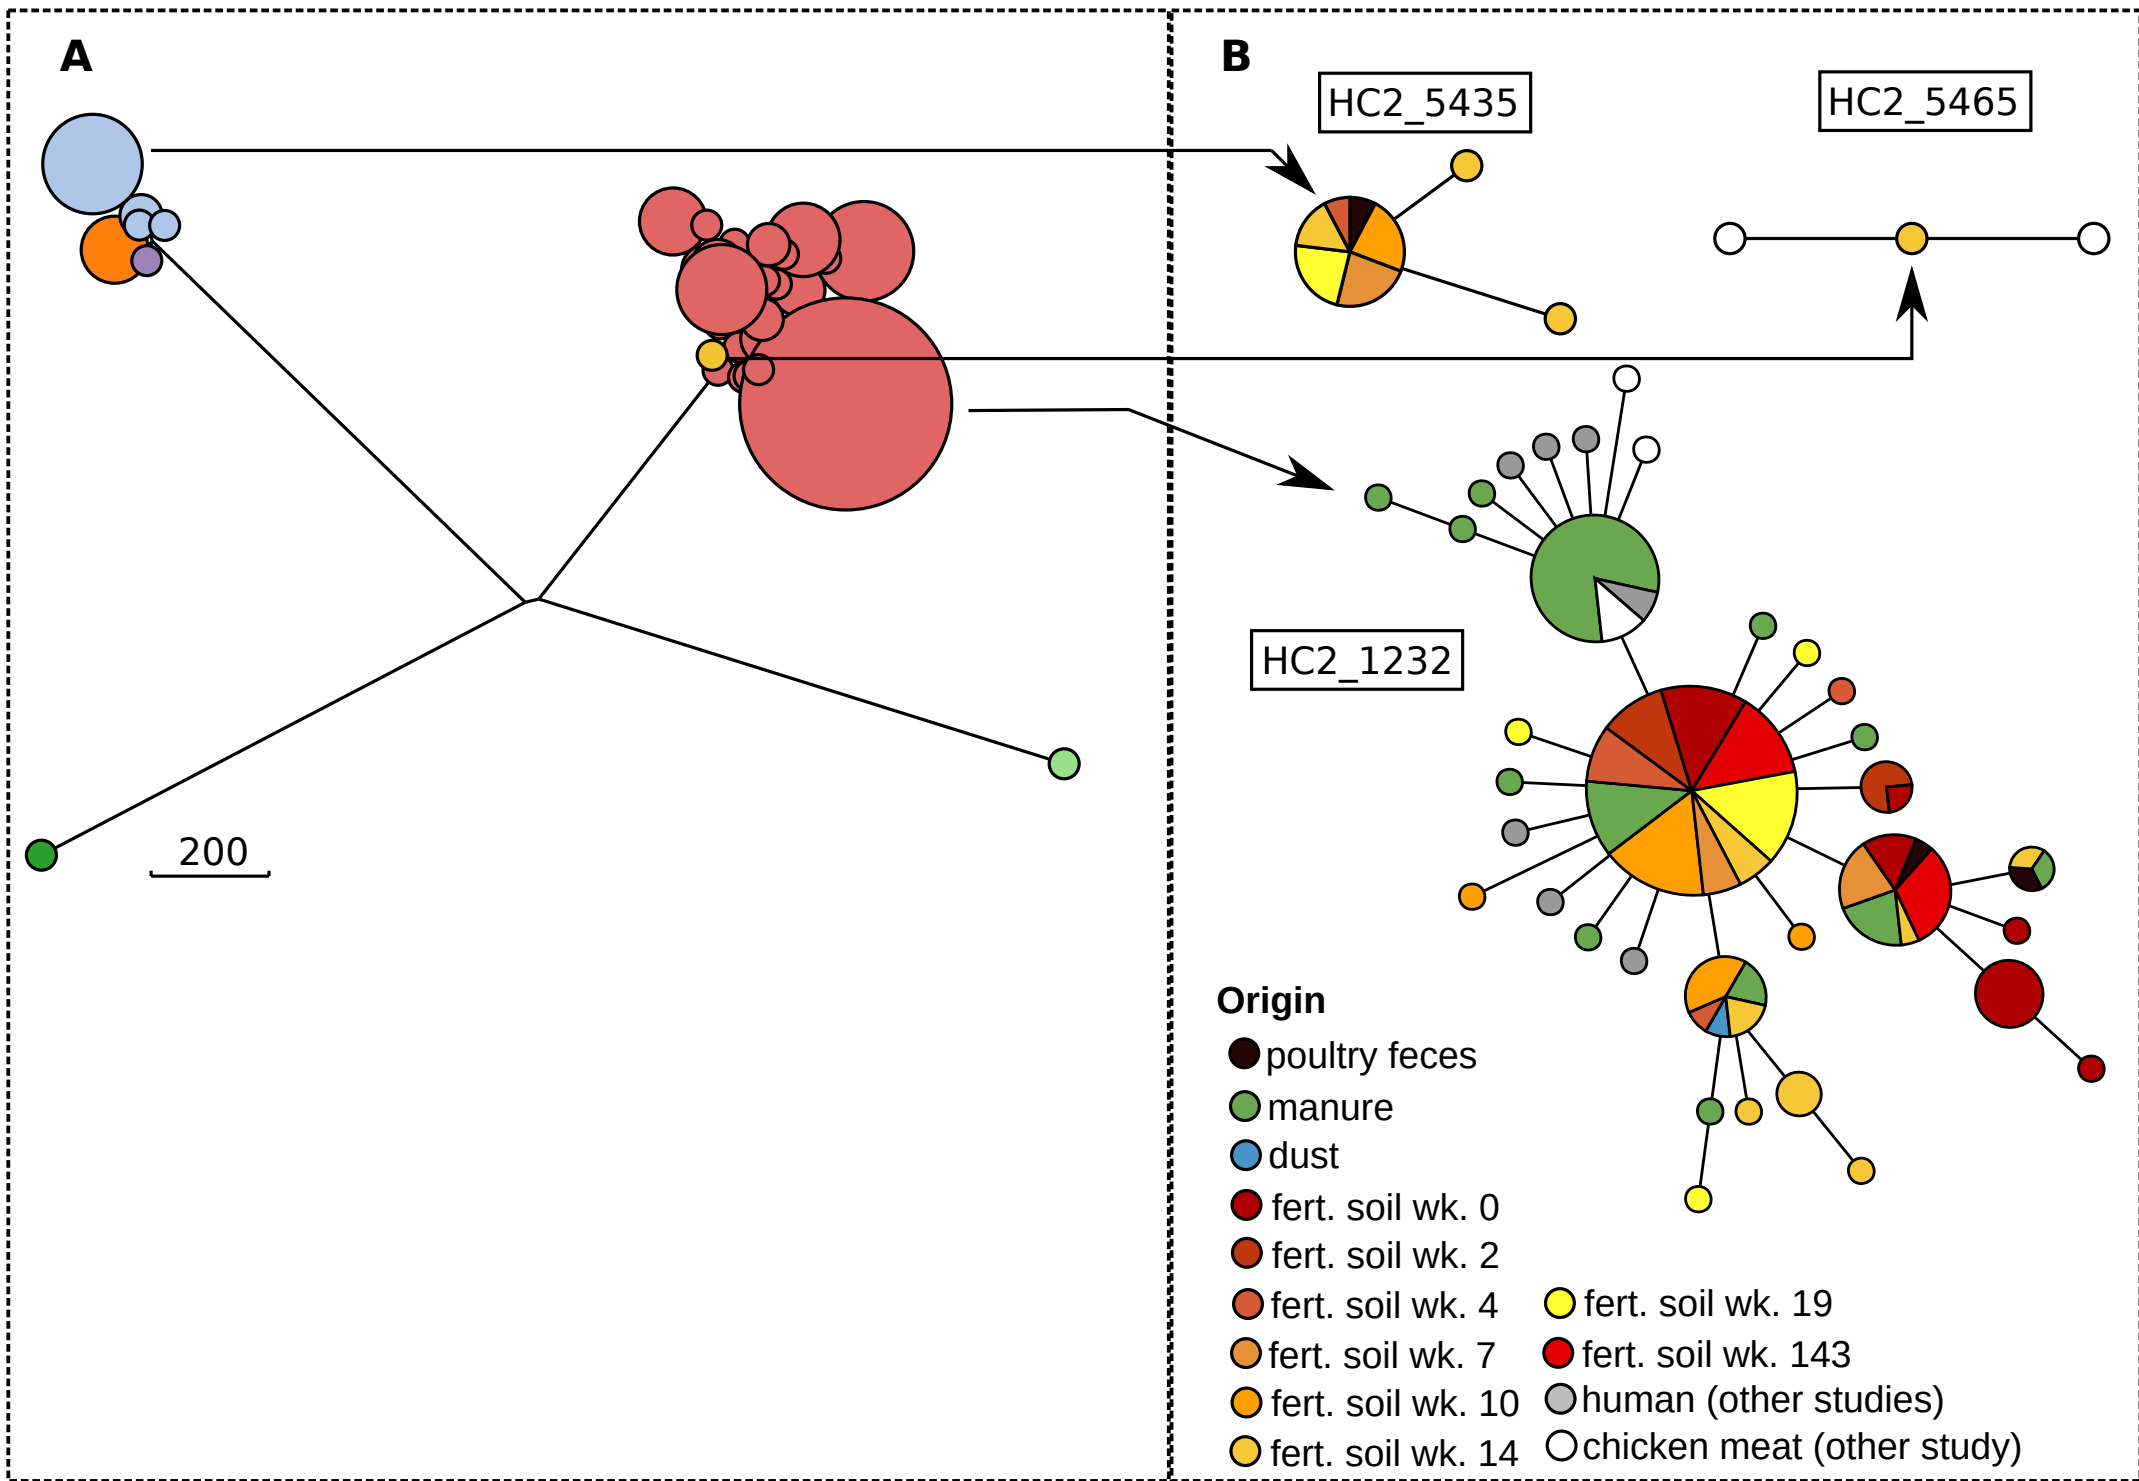 A
B
HC2_5435
HC2_5465
HC2_1232
200
Origin
poultry feces
manure
dust
fert. soil wk. 0
fert. soil wk. 2
fert. soil wk. 4
fert. soil wk. 7
fert. soil wk. 10
fert. soil wk. 14
fert. soil wk. 19
fert. soil wk. 143
human (other studies)
chicken meat (other study)